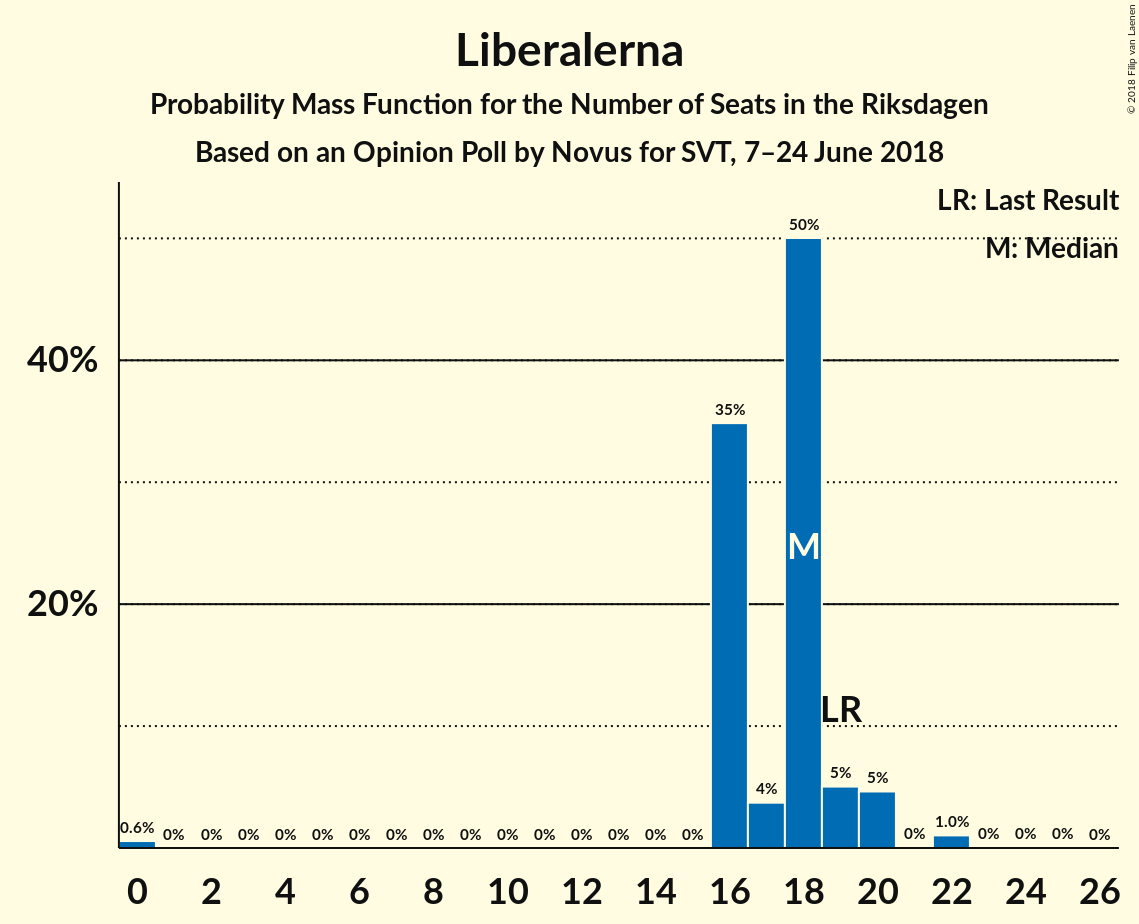 Liberalerna
Probability Mass Function for the Number of Seats in the Riksdagen
Based on an Opinion Poll by Novus for SVT, 7–24 June 2018
© 2018 Filip van Laenen
LR: Last Result
M: Median
40%
20%
0.6% 0% 0% 0% 0% 0% 0% 0% 0% 0% 0% 0% 0% 0% 0% 0% 35% 4% 50% 5% 5% 0% 1.0% 0% 0% 0% 0%
M
LR
0 2 4 6 8 10 12 14 16 18 20 22 24 26